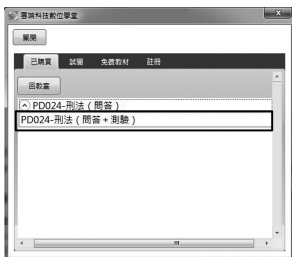 雲端科技數位學堂
關閉
已購買 試聽 免費教材 註冊
回教室
PD024-刑法（問答）
PD024-刑法（問答+測驗）